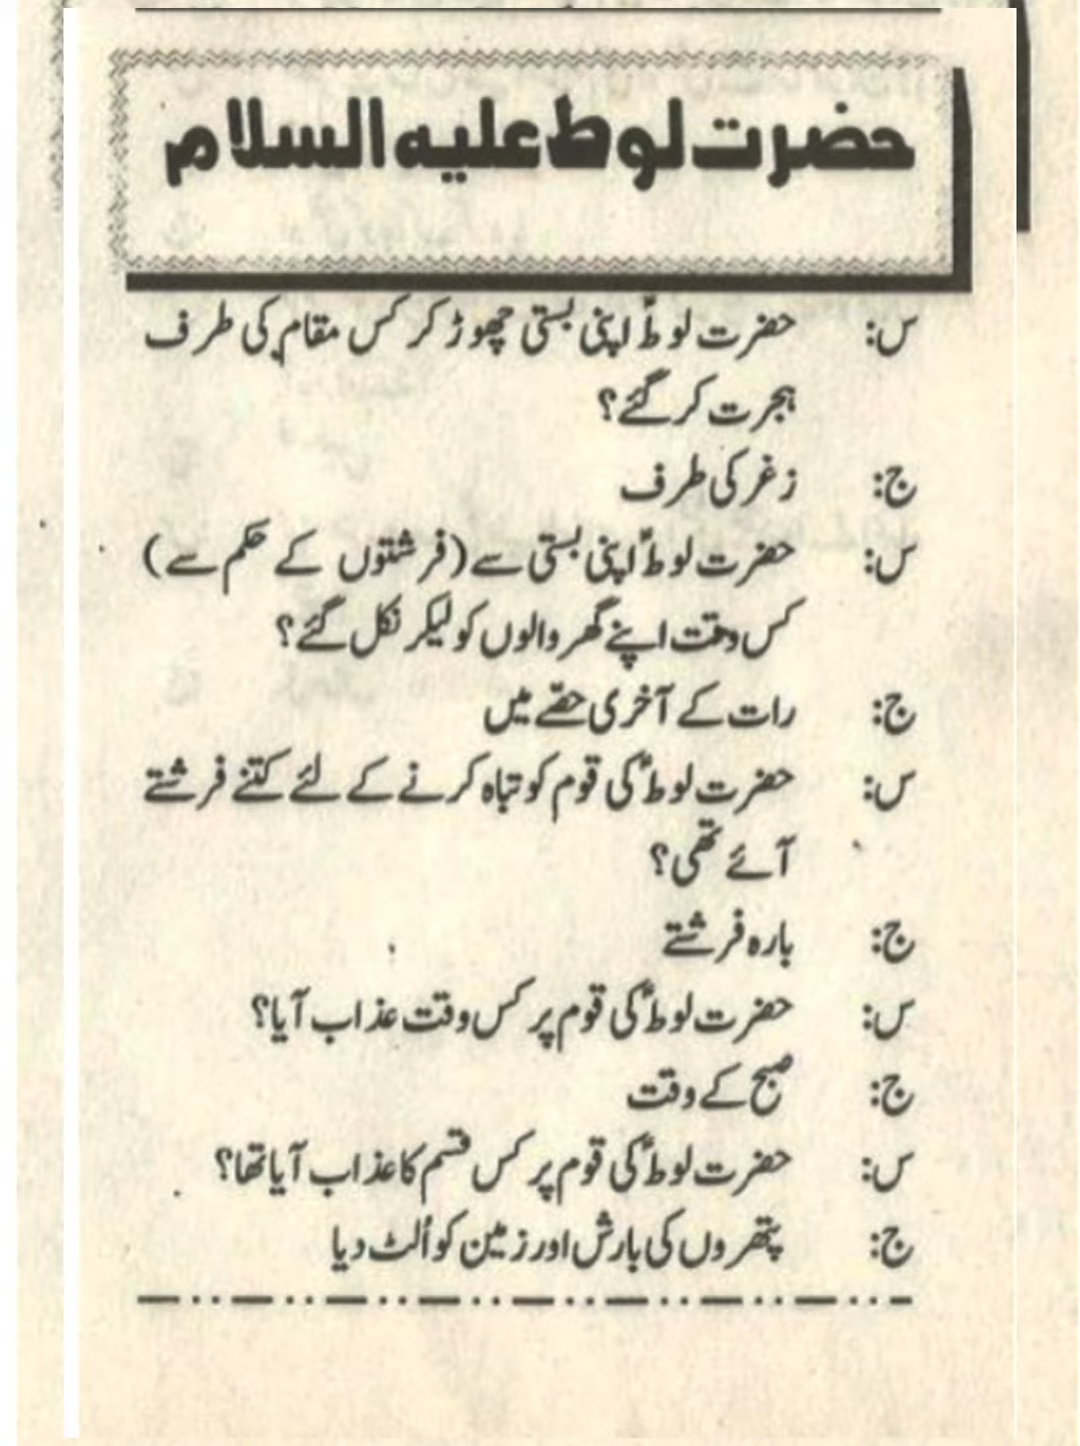 حضرت لوط علیہ السلام
س: حضرت لوطؑ اپنی بستی چھوڑ کر کس مقام کی طرف
ہجرت کر گئے؟
ج: زغر کی طرف
س: حضرت لوطؑ اپنی بستی سے (فرشتوں کے حکم سے)
کس وقت اپنے گھر والوں کو لیکر نکل گئے؟
ج: رات کے آخری حصّے میں
س: حضرت لوطؑ کی قوم کو تباہ کرنے کے لئے کتنے فرشتے
آئے تھی؟
ج: بارہ فرشتے
س: حضرت لوطؑ کی قوم پر کس وقت عذاب آیا؟
ج: صبح کے وقت
س: حضرت لوطؑ کی قوم پر کس قسم کا عذاب آیا تھا؟
ج: پتھروں کی بارش اور زمین کو اُلٹ دیا